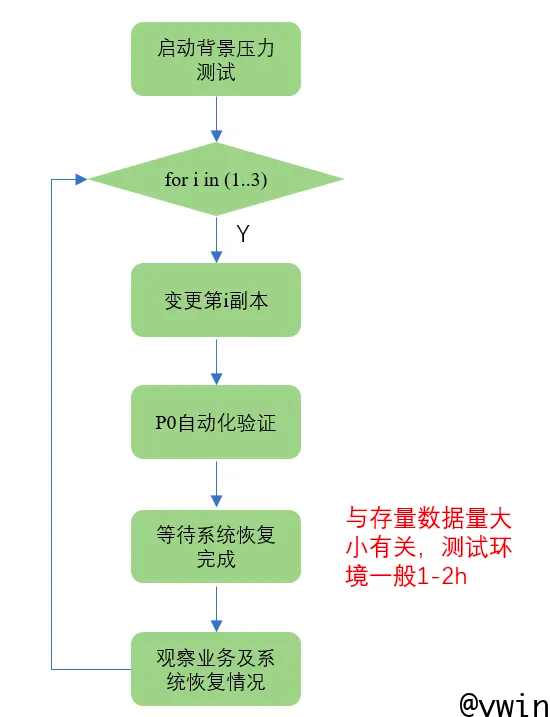 启动背景压力
测试
for i in (1..3)
Y
变更第i副本
P0自动化验证
等待系统恢复
完成
与存量数据量大
小有关，测试环
境一般1-2h
观察业务及系
统恢复情况
@vwin